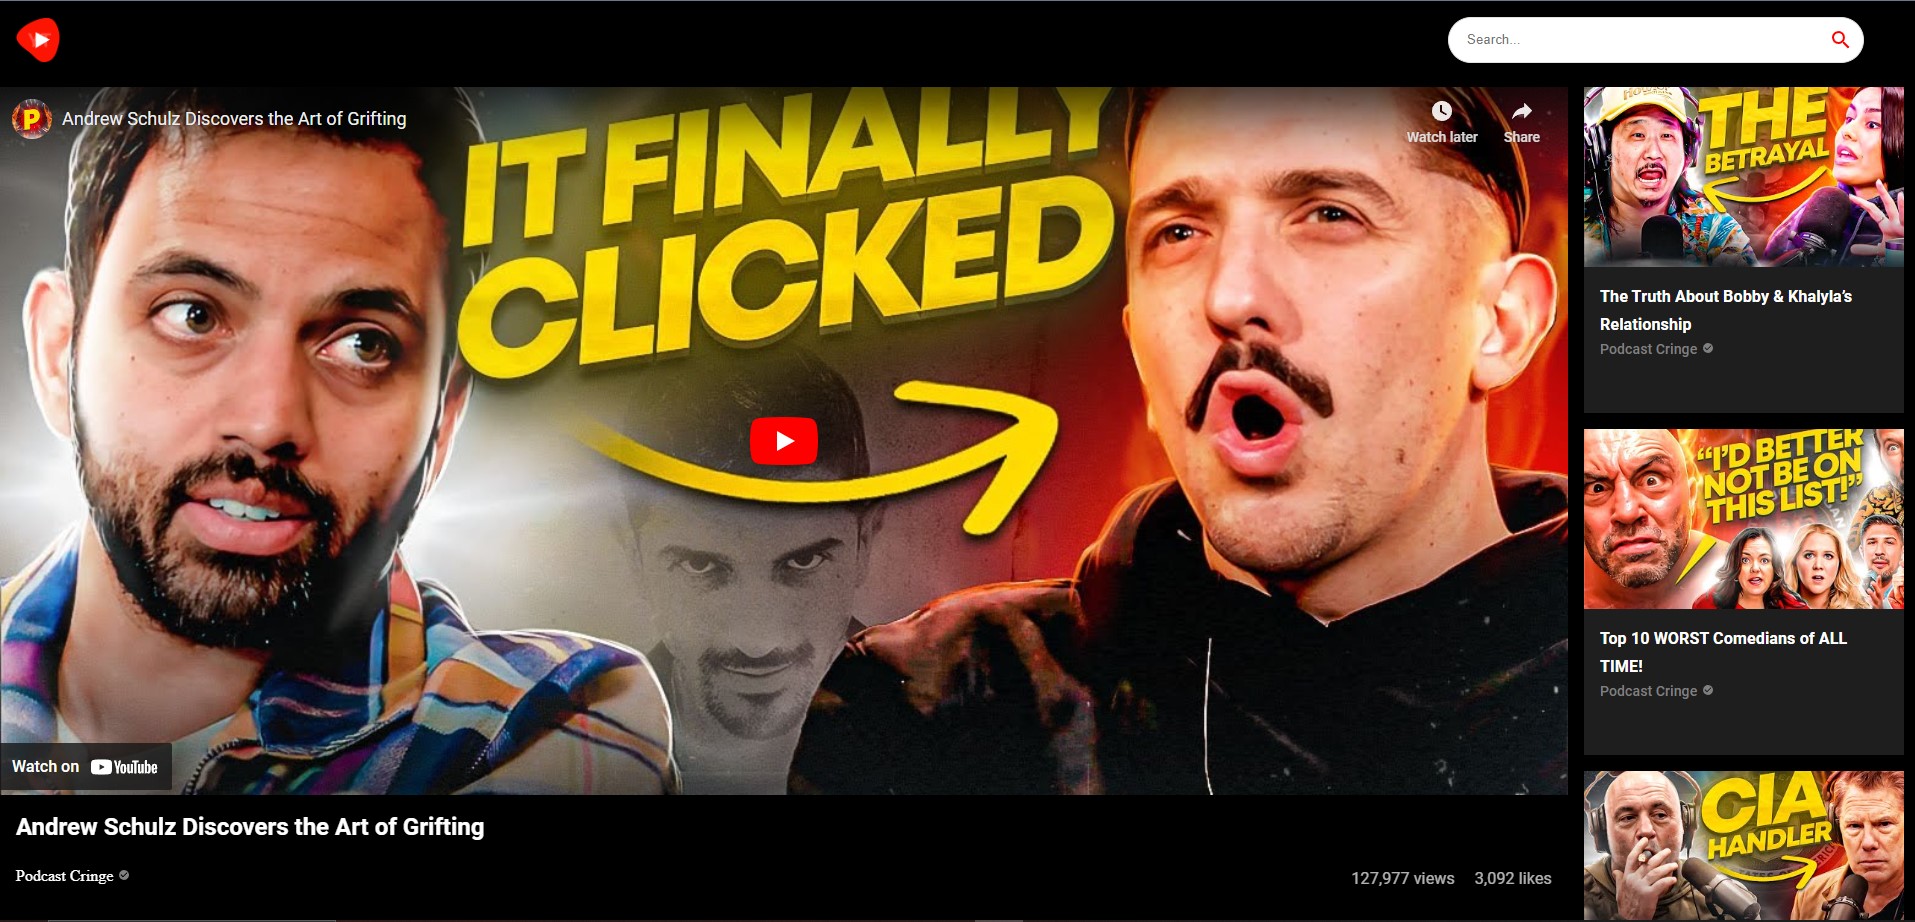 Search...
P Andrew Schulz Discovers the Art of Grifting
Watch later
Share
IT FINALLY
CLICKED
Watch on YouTube
Andrew Schulz Discovers the Art of Grifting
Podcast Cringe
127,977 views 3,092 likes
THE
BETRAYAL
The Truth About Bobby & Khalyla’s
Relationship
Podcast Cringe
“I’D BETTER
NOT BE ON
THIS LIST!”
Top 10 WORST Comedians of ALL
TIME!
Podcast Cringe
CIA
HANDLER